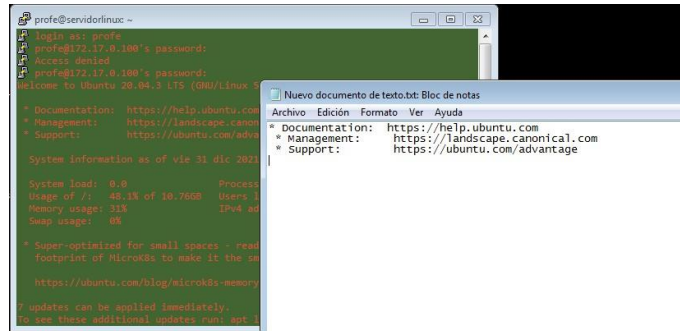 profe@servidorlinux: ~
login as: profe
profe@172.17.0.100's password:
Access denied
profe@172.17.0.100's password:
Welcome to Ubuntu 20.04.3 LTS (GNU/Linux 5
* Documentation: https://help.ubuntu.com
* Management: https://landscape.canon
* Support: https://ubuntu.com/adva
System information as of vie 31 dic 2021
System load: 0.0 Process
Usage of /: 48.1% of 10.76GB Users l
Memory usage: 31% IPv4 ad
Swap usage: 0%
* Super-optimized for small spaces - read
footprint of MicroK8s to make it the sm
https://ubuntu.com/blog/microk8s-memory
7 updates can be applied immediately.
To see these additional updates run: apt l
Nuevo documento de texto.txt: Bloc de notas
Archivo Edición Formato Ver Ayuda
* Documentation: https://help.ubuntu.com
* Management: https://landscape.canonical.com
* Support: https://ubuntu.com/advantage